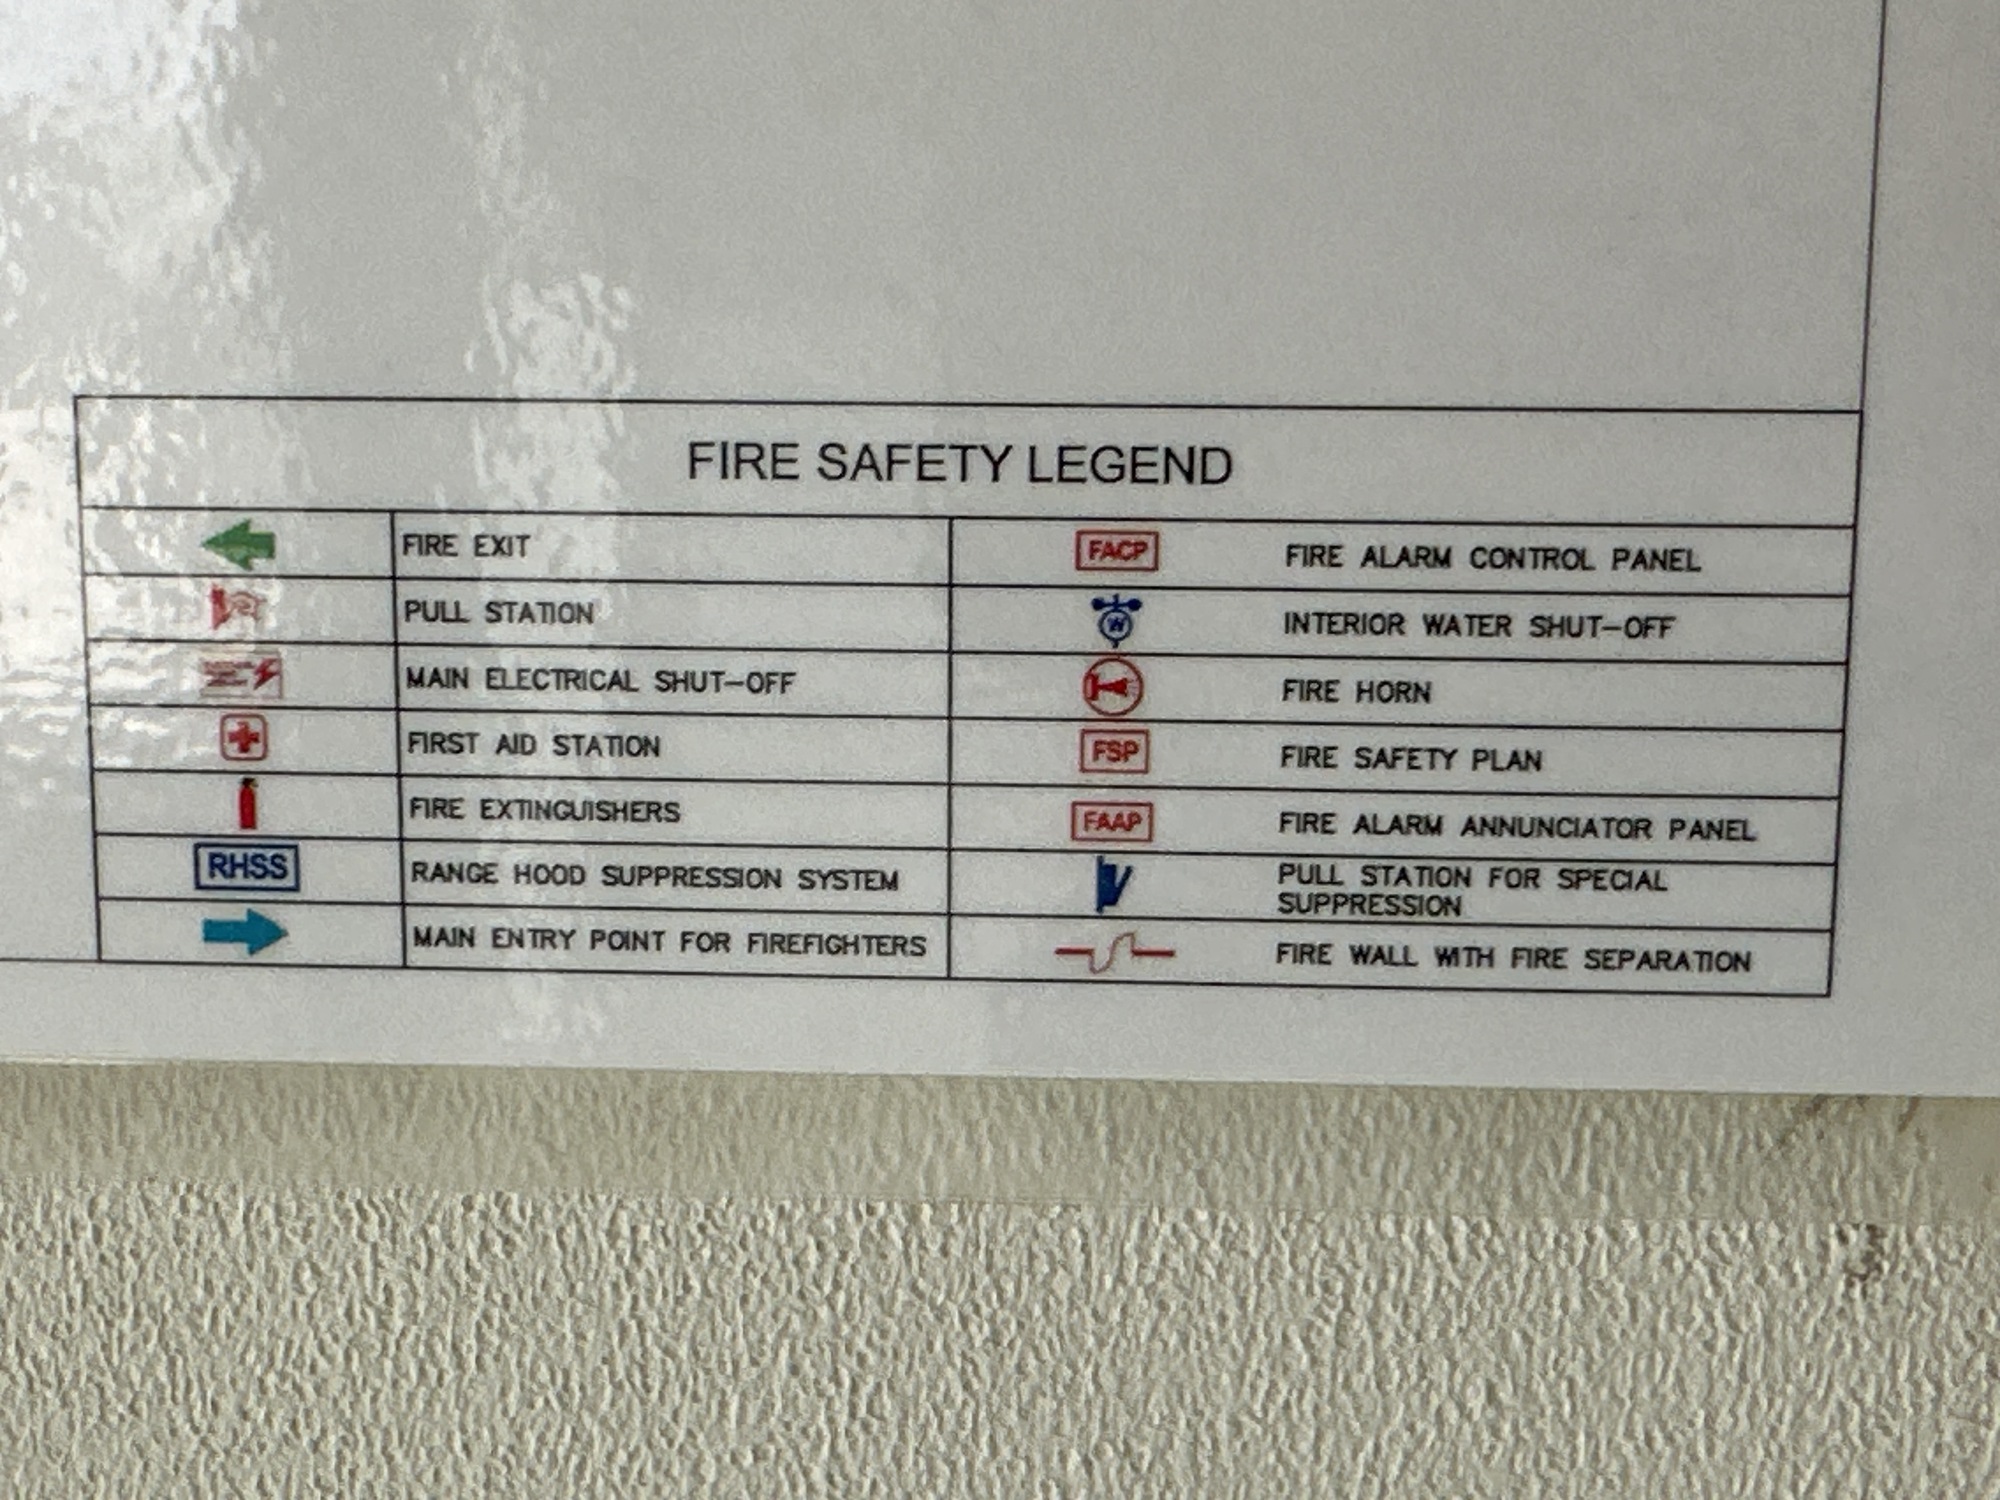 FIRE SAFETY LEGEND
FIRE EXIT
FACP FIRE ALARM CONTROL PANEL
PULL STATION
W INTERIOR WATER SHUT-OFF
MAIN ELECTRICAL SHUT-OFF
FIRE HORN
FIRST AID STATION
FSP FIRE SAFETY PLAN
FIRE EXTINGUISHERS
FAAP FIRE ALARM ANNUNCIATOR PANEL
RHSS RANGE HOOD SUPPRESSION SYSTEM
PULL STATION FOR SPECIAL
SUPPRESSION
MAIN ENTRY POINT FOR FIREFIGHTERS
FIRE WALL WITH FIRE SEPARATION